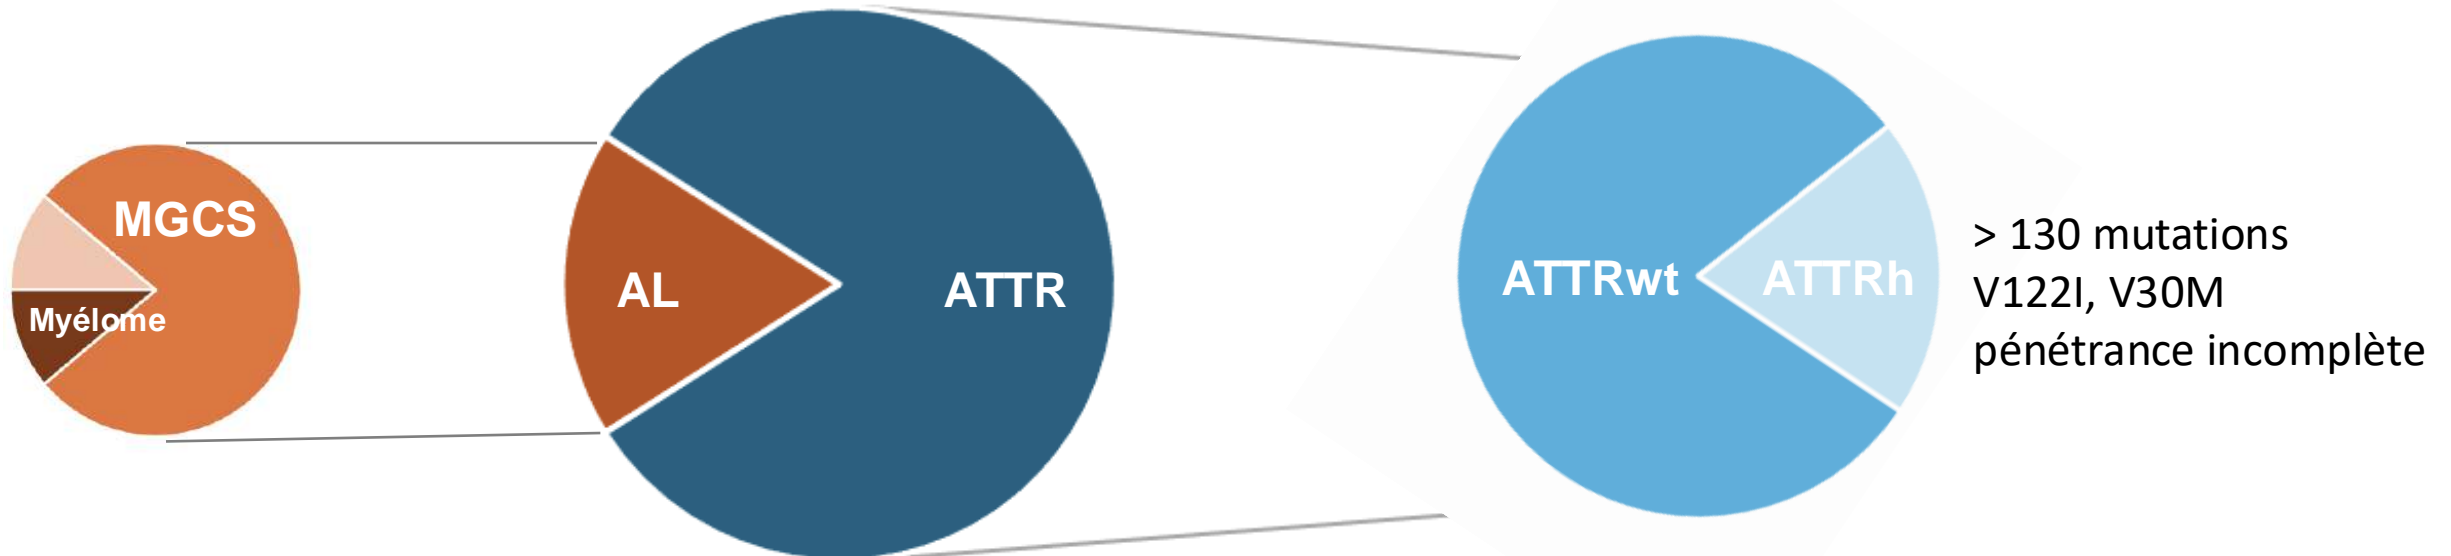 MGCS
Myélome
AL
ATTR
ATTRwt
ATTRh
> 130 mutations
V122I, V30M
pénétrance incomplète